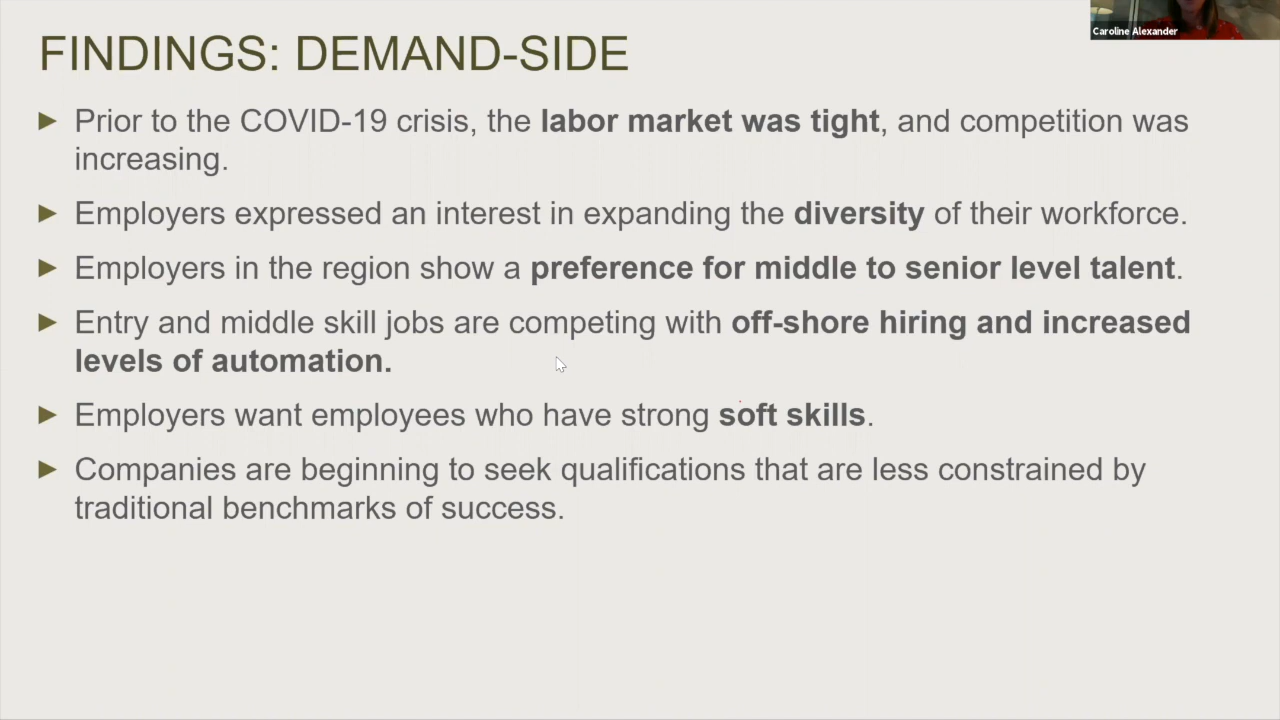 Caroline Alexander
FINDINGS: DEMAND-SIDE
Prior to the COVID-19 crisis, the labor market was tight, and competition was
increasing.
Employers expressed an interest in expanding the diversity of their workforce.
Employers in the region show a preference for middle to senior level talent.
Entry and middle skill jobs are competing with off-shore hiring and increased
levels of automation.
Employers want employees who have strong soft skills.
Companies are beginning to seek qualifications that are less constrained by
traditional benchmarks of success.